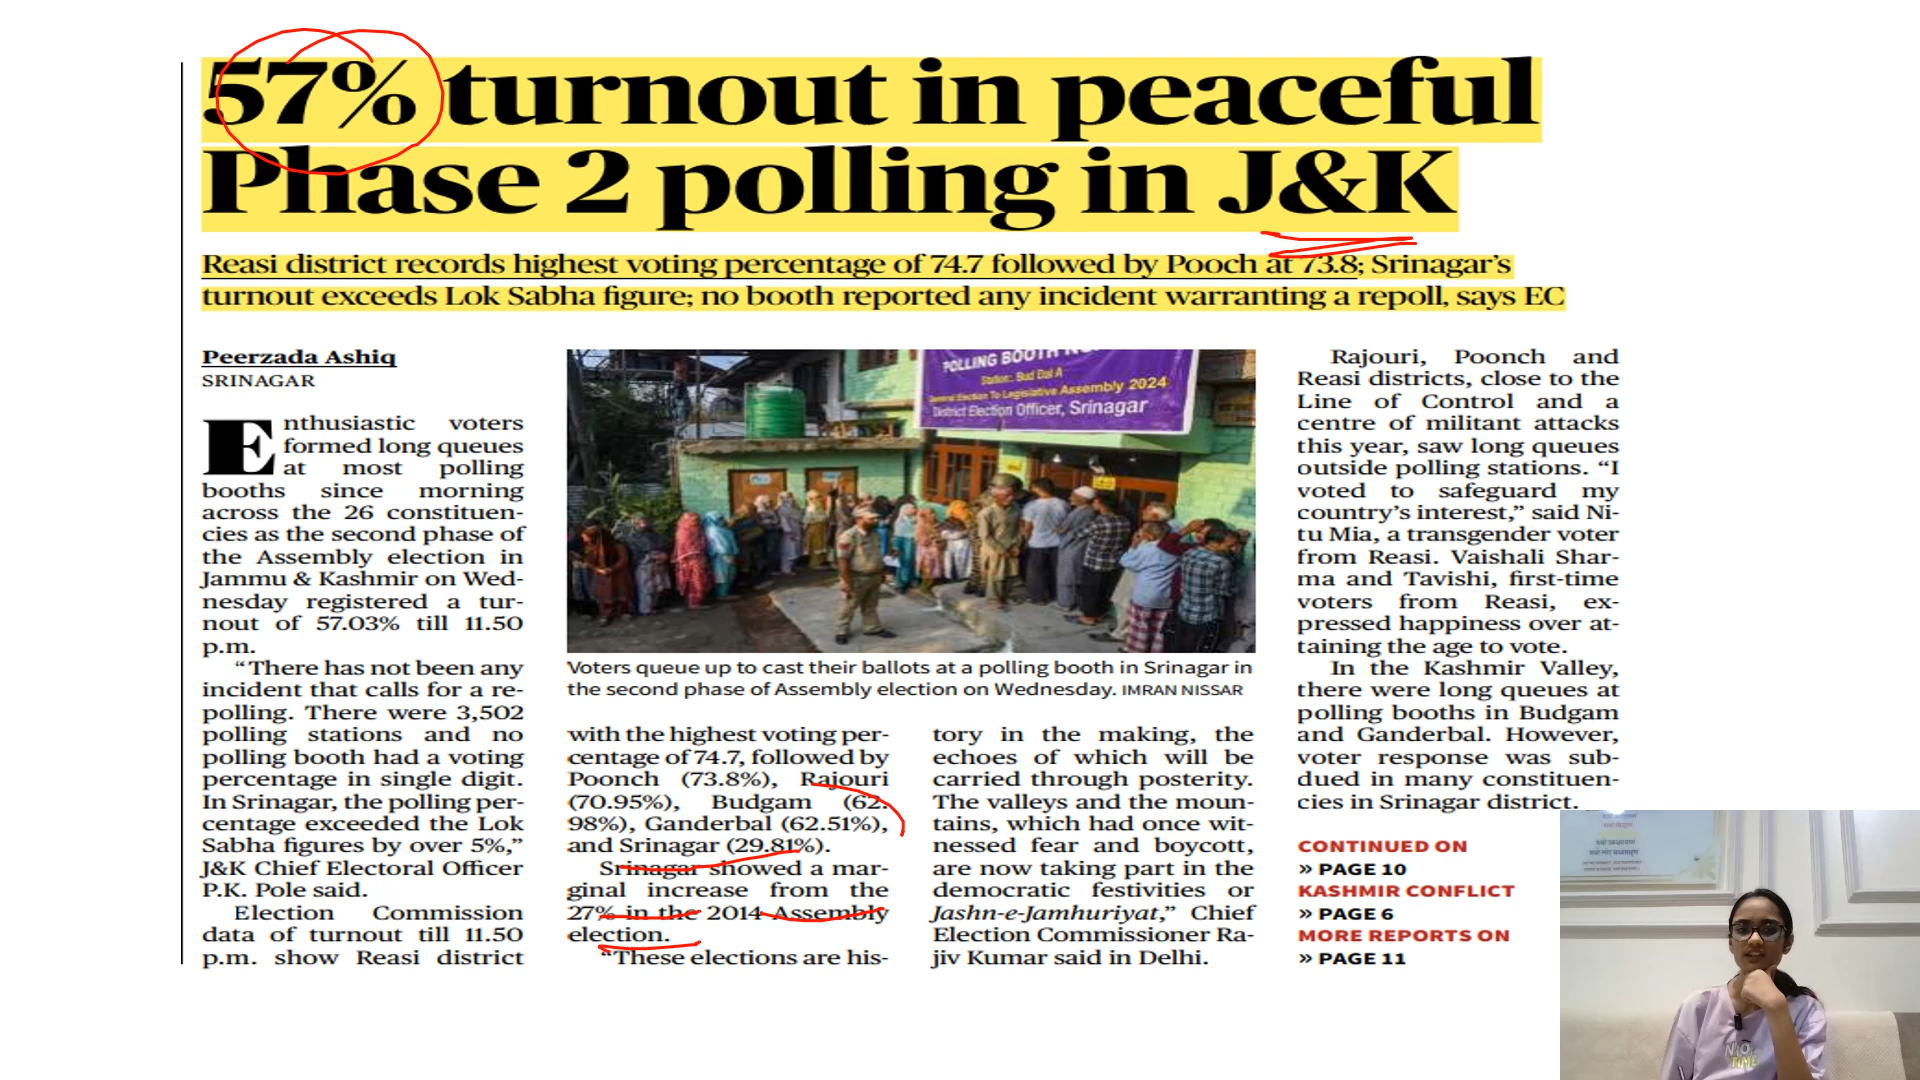 57% turnout in peaceful
Phase 2 polling in J&K
Reasi district records highest voting percentage of 74.7 followed by Pooch at 73.8; Srinagar’s
turnout exceeds Lok Sabha figure; no booth reported any incident warranting a repoll, says EC
Peerzada Ashiq
SRINAGAR
Enthusiastic voters
formed long queues
at most polling
booths since morning
across the 26 constituen-
cies as the second phase of
the Assembly election in
Jammu & Kashmir on Wed-
nesday registered a tur-
nout of 57.03% till 11.50
p.m.
“There has not been any
incident that calls for a re-
polling. There were 3,502
polling stations and no
polling booth had a voting
percentage in single digit.
In Srinagar, the polling per-
centage exceeded the Lok
Sabha figures by over 5%,”
J&K Chief Electoral Officer
P.K. Pole said.
Election Commission
data of turnout till 11.50
p.m. show Reasi district
POLLING BOOTH
Station: Bud Dal A
General Election To Legislative Assembly 2024
District Election Officer, Srinagar
Voters queue up to cast their ballots at a polling booth in Srinagar in
the second phase of Assembly election on Wednesday. IMRAN NISSAR
with the highest voting per-
centage of 74.7, followed by
Poonch (73.8%), Rajouri
(70.95%), Budgam (62.
98%), Ganderbal (62.51%),
and Srinagar (29.81%).
Srinagar showed a mar-
ginal increase from the
27% in the 2014 Assembly
election.
“These elections are his-
tory in the making, the
echoes of which will be
carried through posterity.
The valleys and the moun-
tains, which had once wit-
nessed fear and boycott,
are now taking part in the
democratic festivities or
Jashn-e-Jamhuriyat,” Chief
Election Commissioner Ra-
jiv Kumar said in Delhi.
Rajouri, Poonch and
Reasi districts, close to the
Line of Control and a
centre of militant attacks
this year, saw long queues
outside polling stations. “I
voted to safeguard my
country’s interest,” said Ni-
tu Mia, a transgender voter
from Reasi. Vaishali Shar-
ma and Tavishi, first-time
voters from Reasi, ex-
pressed happiness over at-
taining the age to vote.
In the Kashmir Valley,
there were long queues at
polling booths in Budgam
and Ganderbal. However,
voter response was sub-
dued in many constituen-
cies in Srinagar district.
CONTINUED ON
» PAGE 10
KASHMIR CONFLICT
» PAGE 6
MORE REPORTS ON
» PAGE 11
TIME